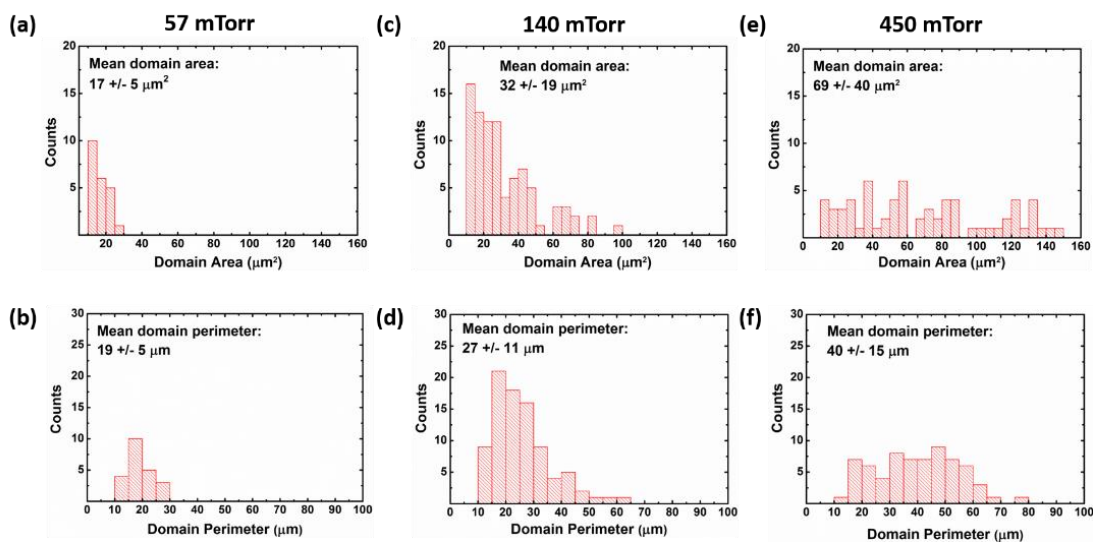 (a) 57 mTorr
20
15
10
5
Counts
Mean domain area:
17 +/- 5 μm²
20 40 60 80 100 120 140 160
Domain Area (μm²)
(c) 140 mTorr
20
15
10
5
Counts
Mean domain area:
32 +/- 19 μm²
0 20 40 60 80 100 120 140 160
Domain Area (μm²)
(e) 450 mTorr
20
15
10
5
Counts
Mean domain area:
69 +/- 40 μm²
0 20 40 60 80 100 120 140 160
Domain Area (μm²)
(b)
30
25
20
15
10
5
Counts
Mean domain perimeter:
19 +/- 5 μm
0 10 20 30 40 50 60 70 80 90 100
Domain Perimeter (μm)
(d)
30
25
20
15
10
5
Counts
Mean domain perimeter:
27 +/- 11 μm
0 10 20 30 40 50 60 70 80 90 100
Domain Perimeter (μm)
(f)
30
25
20
15
10
5
Counts
Mean domain perimeter:
40 +/- 15 μm
0 10 20 30 40 50 60 70 80 90 100
Domain Perimeter (μm)